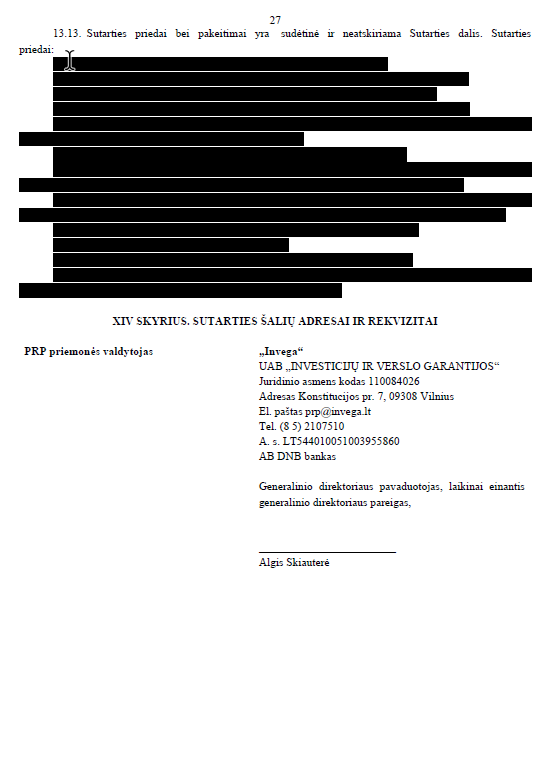 27
13.13. Sutarties priedai bei pakeitimai yra sudėtinė ir neatskiriama Sutarties dalis. Sutarties
priedai:
XIV SKYRIUS. SUTARTIES ŠALIŲ ADRESAI IR REKVIZITAI
PRP priemonės valdytojas
„Invega“
UAB „INVESTICIJŲ IR VERSLO GARANTIJOS“
Juridinio asmens kodas 110084026
Adresas Konstitucijos pr. 7, 09308 Vilnius
El. paštas prp@invega.lt
Tel. (8 5) 2107510
A. s. LT544010051003955860
AB DNB bankas
Generalinio direktoriaus pavaduotojas, laikinai einantis
generalinio direktoriaus pareigas,
Algis Skiauterė